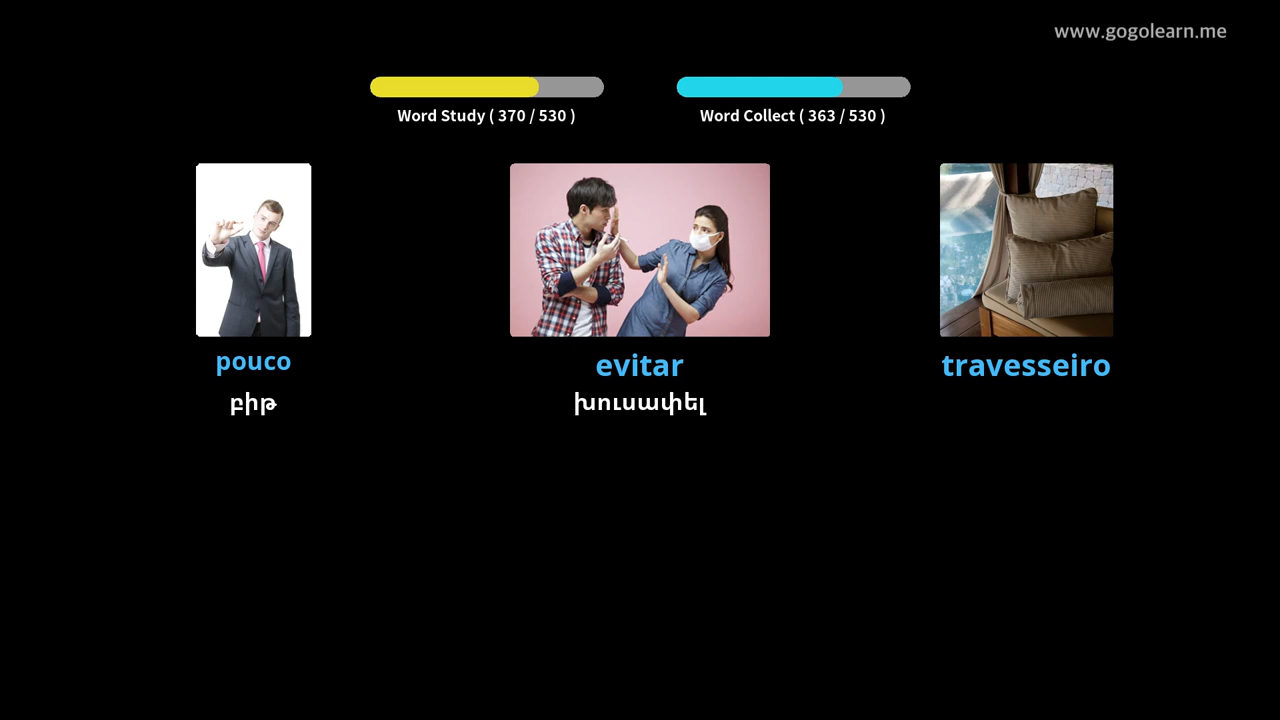 www.gogolearn.me
Word Study ( 370 / 530 )
Word Collect ( 363 / 530 )
pouco
evitar
travesseiro
բիթ
խուսափել